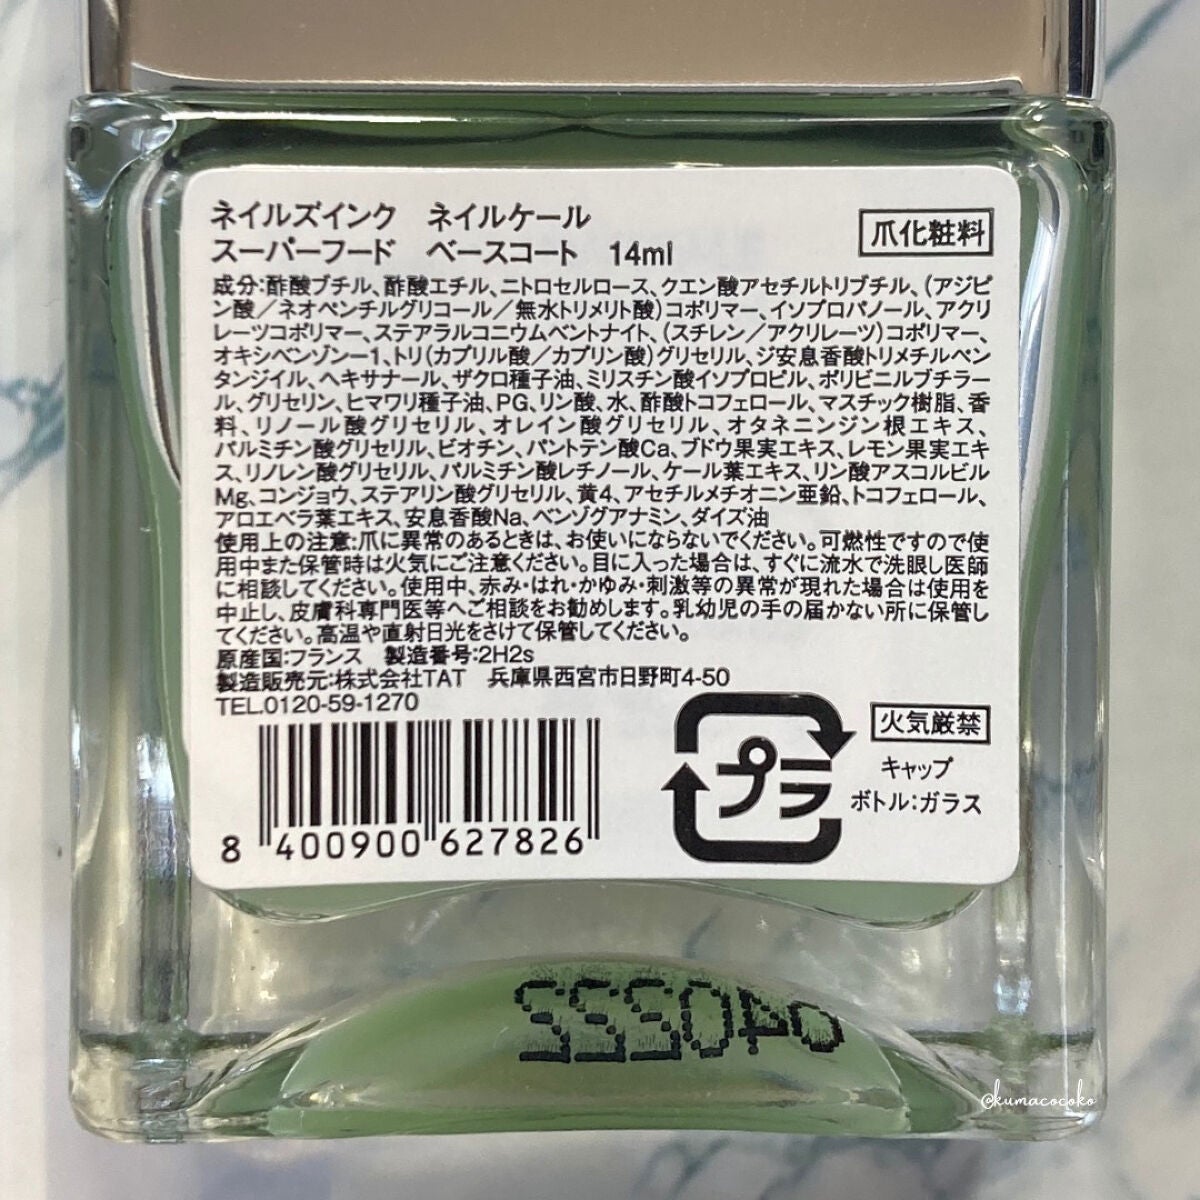 ネイルズインク　ネイルケール
スーパーフード　ベースコート　14ml
爪化粧料
成分:酢酸ブチル、酢酸エチル、ニトロセルロース、クエン酸アセチルトリブチル、(アジピ
ン酸／ネオペンチルグリコール／無水トリメリト酸)コポリマー、イソプロパノール、アクリ
レーツコポリマー、ステアラルコニウムベントナイト、(スチレン／アクリレーツ)コポリマー、
オキシベンゾン−1、トリ(カプリル酸／カプリン酸)グリセリル、ジ安息香酸トリメチルペン
タンジイル、ヘキサナール、ザクロ種子油、ミリスチン酸イソプロピル、ポリビニルブチラー
ル、グリセリン、ヒマワリ種子油、PG、リン酸、水、酢酸トコフェロール、マスチック樹脂、香
料、リノール酸グリセリル、オレイン酸グリセリル、オタネニンジン根エキス、
パルミチン酸グリセリル、ビオチン、パントテン酸Ca、ブドウ果実エキス、レモン果実エキ
ス、リノレン酸グリセリル、パルミチン酸レチノール、ケール葉エキス、リン酸アスコルビル
Mg、コンジョウ、ステアリン酸グリセリル、黄4、アセチルメチオニン亜鉛、トコフェロール、
アロエベラ葉エキス、安息香酸Na、ベンゾグアナミン、ダイズ油
使用上の注意:爪に異常のあるときは、お使いにならないでください。可燃性ですので使
用中また保管時は火気にご注意ください。目に入った場合は、すぐに流水で洗眼し医師
に相談してください。使用中、赤み・はれ・かゆみ・刺激等の異常が現れた場合は使用を
中止し、皮膚科専門医等へご相談をお勧めします。乳幼児の手の届かない所に保管し
てください。高温や直射日光をさけて保管してください。
原産国:フランス　製造番号:2H2s
製造販売元:株式会社TAT　兵庫県西宮市日野町4-50
TEL.0120-59-1270
火気厳禁
プラ
キャップ
ボトル:ガラス
8 400900 627826
@kumacocoko